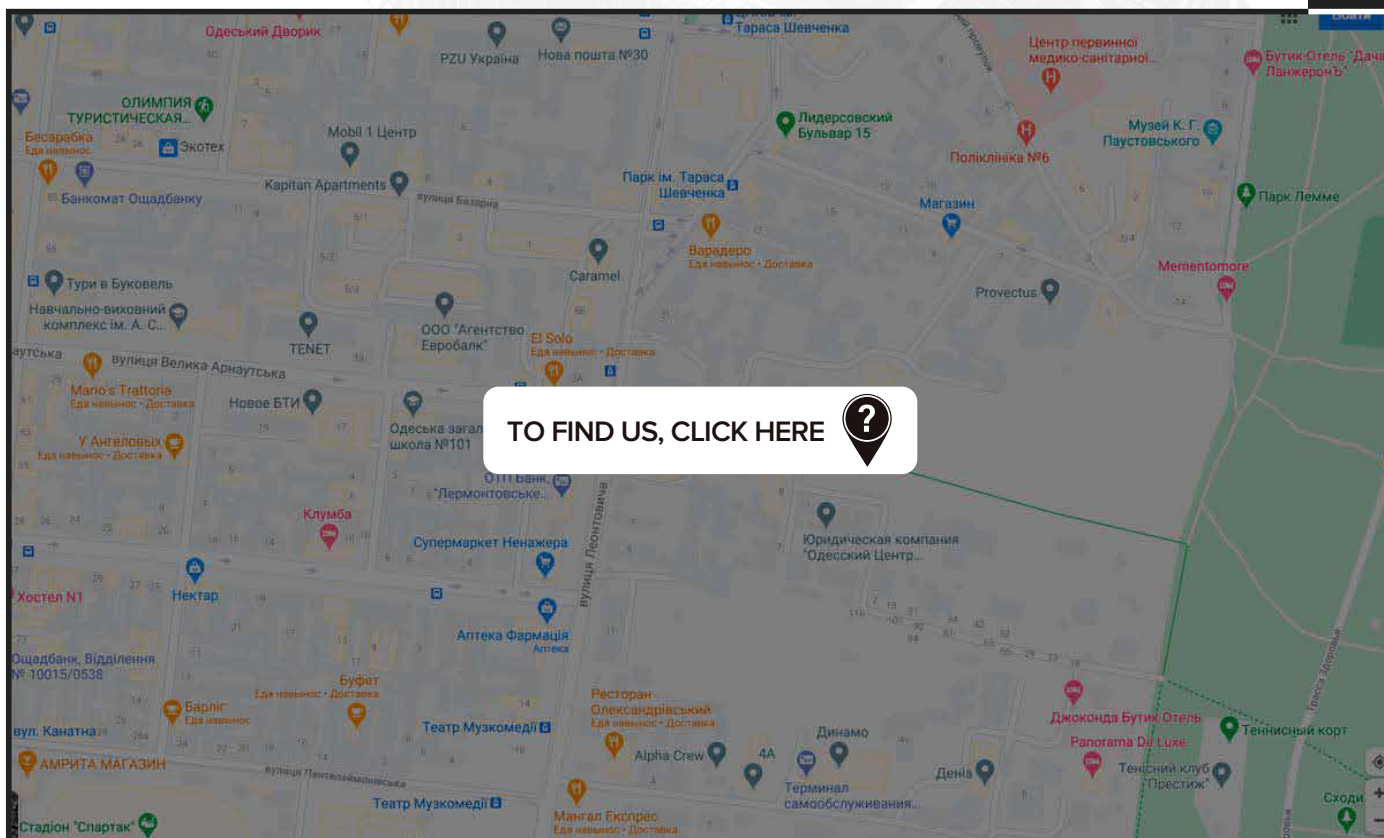 Одеський Дворик
PZU Україна
Нова пошта №30
Тараса Шевченка
Центр первинної
медико-санітарної...
Войти
Бутик-Отель "Дача
Ланжеронъ"
ОЛИМПИЯ
ТУРИСТИЧЕСКАЯ...
Mobil 1 Центр
Лидерсовский
Бульвар 15
Музей К. Г.
Паустовського
Бесарабка
Еда навынос
Экотех
Поліклініка №6
Kapitan Apartments
вулиця Базарна
Парк ім. Тараса
Шевченка
Банкомат Ощадбанку
Магазин
Парк Лемме
Варадеро
Еда навынос • Доставка
Caramel
Mementomore
Тури в Буковель
Provectus
Навчально-виховний
комплекс ім. А. С...
TENET
ООО "Агентство
Евробалк"
El Solo
Еда навынос • Доставка
аутська
вулиця Велика Арнаутська
Mario's Trattoria
Еда навынос • Доставка
Новое БТИ
Одеська загал
школа №101
TO FIND US, CLICK HERE
?
У Ангеловых
Еда навынос • Доставка
ОТП Банк,
"Лермонтовське...
вулиця Леонтовича
Клумба
Супермаркет Ненажера
Юридическая компания
"Одесский Центр...
Хостел N1
Нектар
Аптека Фармація
Аптека
Ощадбанк, Відділення
№ 10015/0538
Буфет
Еда навынос • Доставка
Барліг
Еда навынос
Ресторан
Олександрівський
Еда навынос • Доставка
Джоконда Бутик Отель
Траса Здоровья
вул. Канатна
Театр Музкомедії
Динамо
Теннисный корт
АМРИТА МАГАЗИН
Alpha Crew
4А
Panorama De Luxe
вулиця Пантелеймонівська
Терминал
самообслуживания...
Денія
Тенісний клуб
"Престиж"
Театр Музкомедії
Мангал Експрес
Еда навынос • Доставка
Сходи
Стадіон "Спартак"